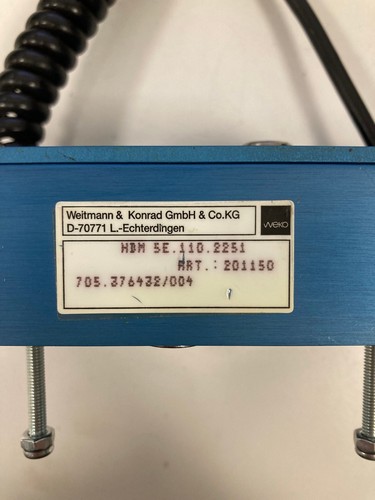 Weitmann & Konrad GmbH & Co.KG
D-70771 L.-Echterdingen
WEKO
HDM 5E.110.2251
ART.: 201150
705.376432/004